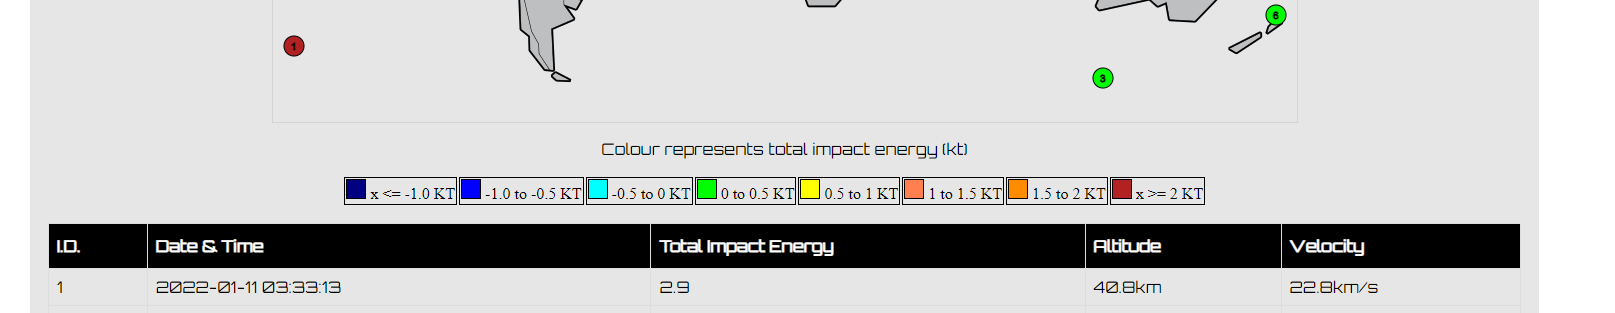 6
1
3
Colour represents total impact energy (kt)
x <= -1.0 KT -1.0 to -0.5 KT -0.5 to 0 KT 0 to 0.5 KT 0.5 to 1 KT 1 to 1.5 KT 1.5 to 2 KT x >= 2 KT
I.D. Date & Time Total Impact Energy Altitude Velocity
1 2022-01-11 03:33:13 2.9 40.8km 22.8km/s